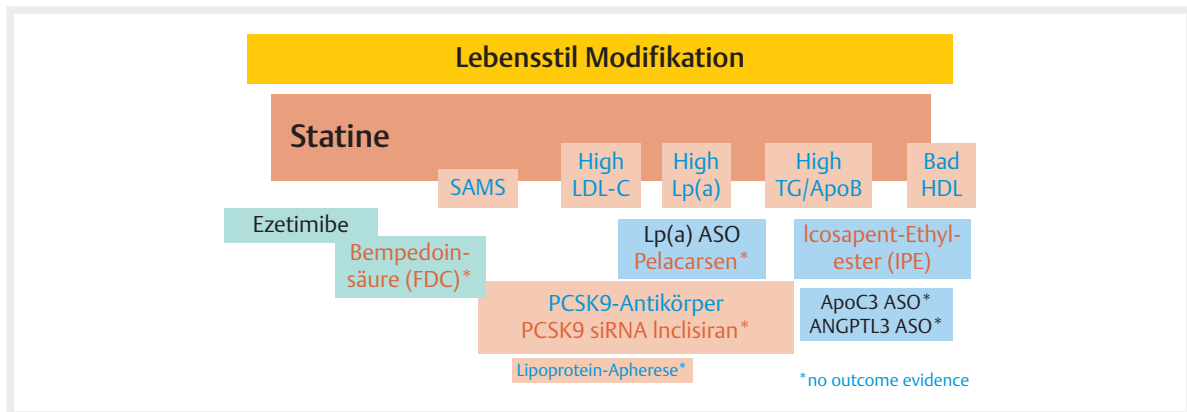 Lebensstil Modifikation
Statine
SAMS
High
LDL-C
High
Lp(a)
High
TG/ApoB
Bad
HDL
Ezetimibe
Bempedoin-
säure (FDC)*
Lp(a) ASO
Pelacarsen*
Icosapent-Ethyl-
ester (IPE)
PCSK9-Antikörper
PCSK9 siRNA Inclisiran*
ApoC3 ASO*
ANGPTL3 ASO*
Lipoprotein-Apherese*
*no outcome evidence